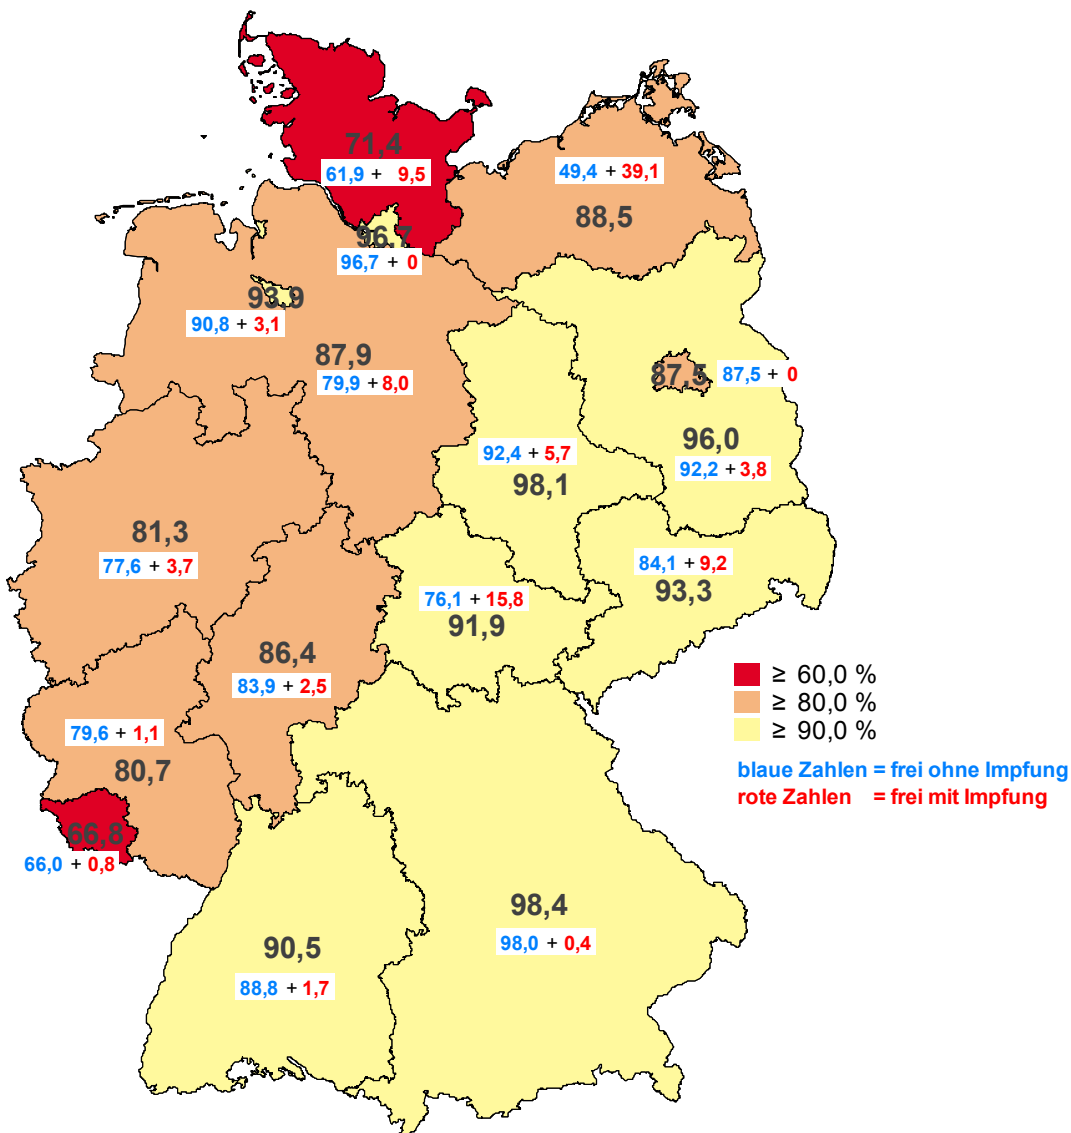 71,4
61,9 + 9,5
49,4 + 39,1
88,5
96,7
96,7 + 0
93,9
90,8 + 3,1
87,9
79,9 + 8,0
87,5
87,5 + 0
96,0
92,2 + 3,8
92,4 + 5,7
98,1
81,3
77,6 + 3,7
84,1 + 9,2
93,3
76,1 + 15,8
91,9
86,4
83,9 + 2,5
79,6 + 1,1
80,7
66,8
66,0 + 0,8
98,4
98,0 + 0,4
90,5
88,8 + 1,7
≥ 60,0 %
≥ 80,0 %
≥ 90,0 %
blaue Zahlen = frei ohne Impfung
rote Zahlen = frei mit Impfung